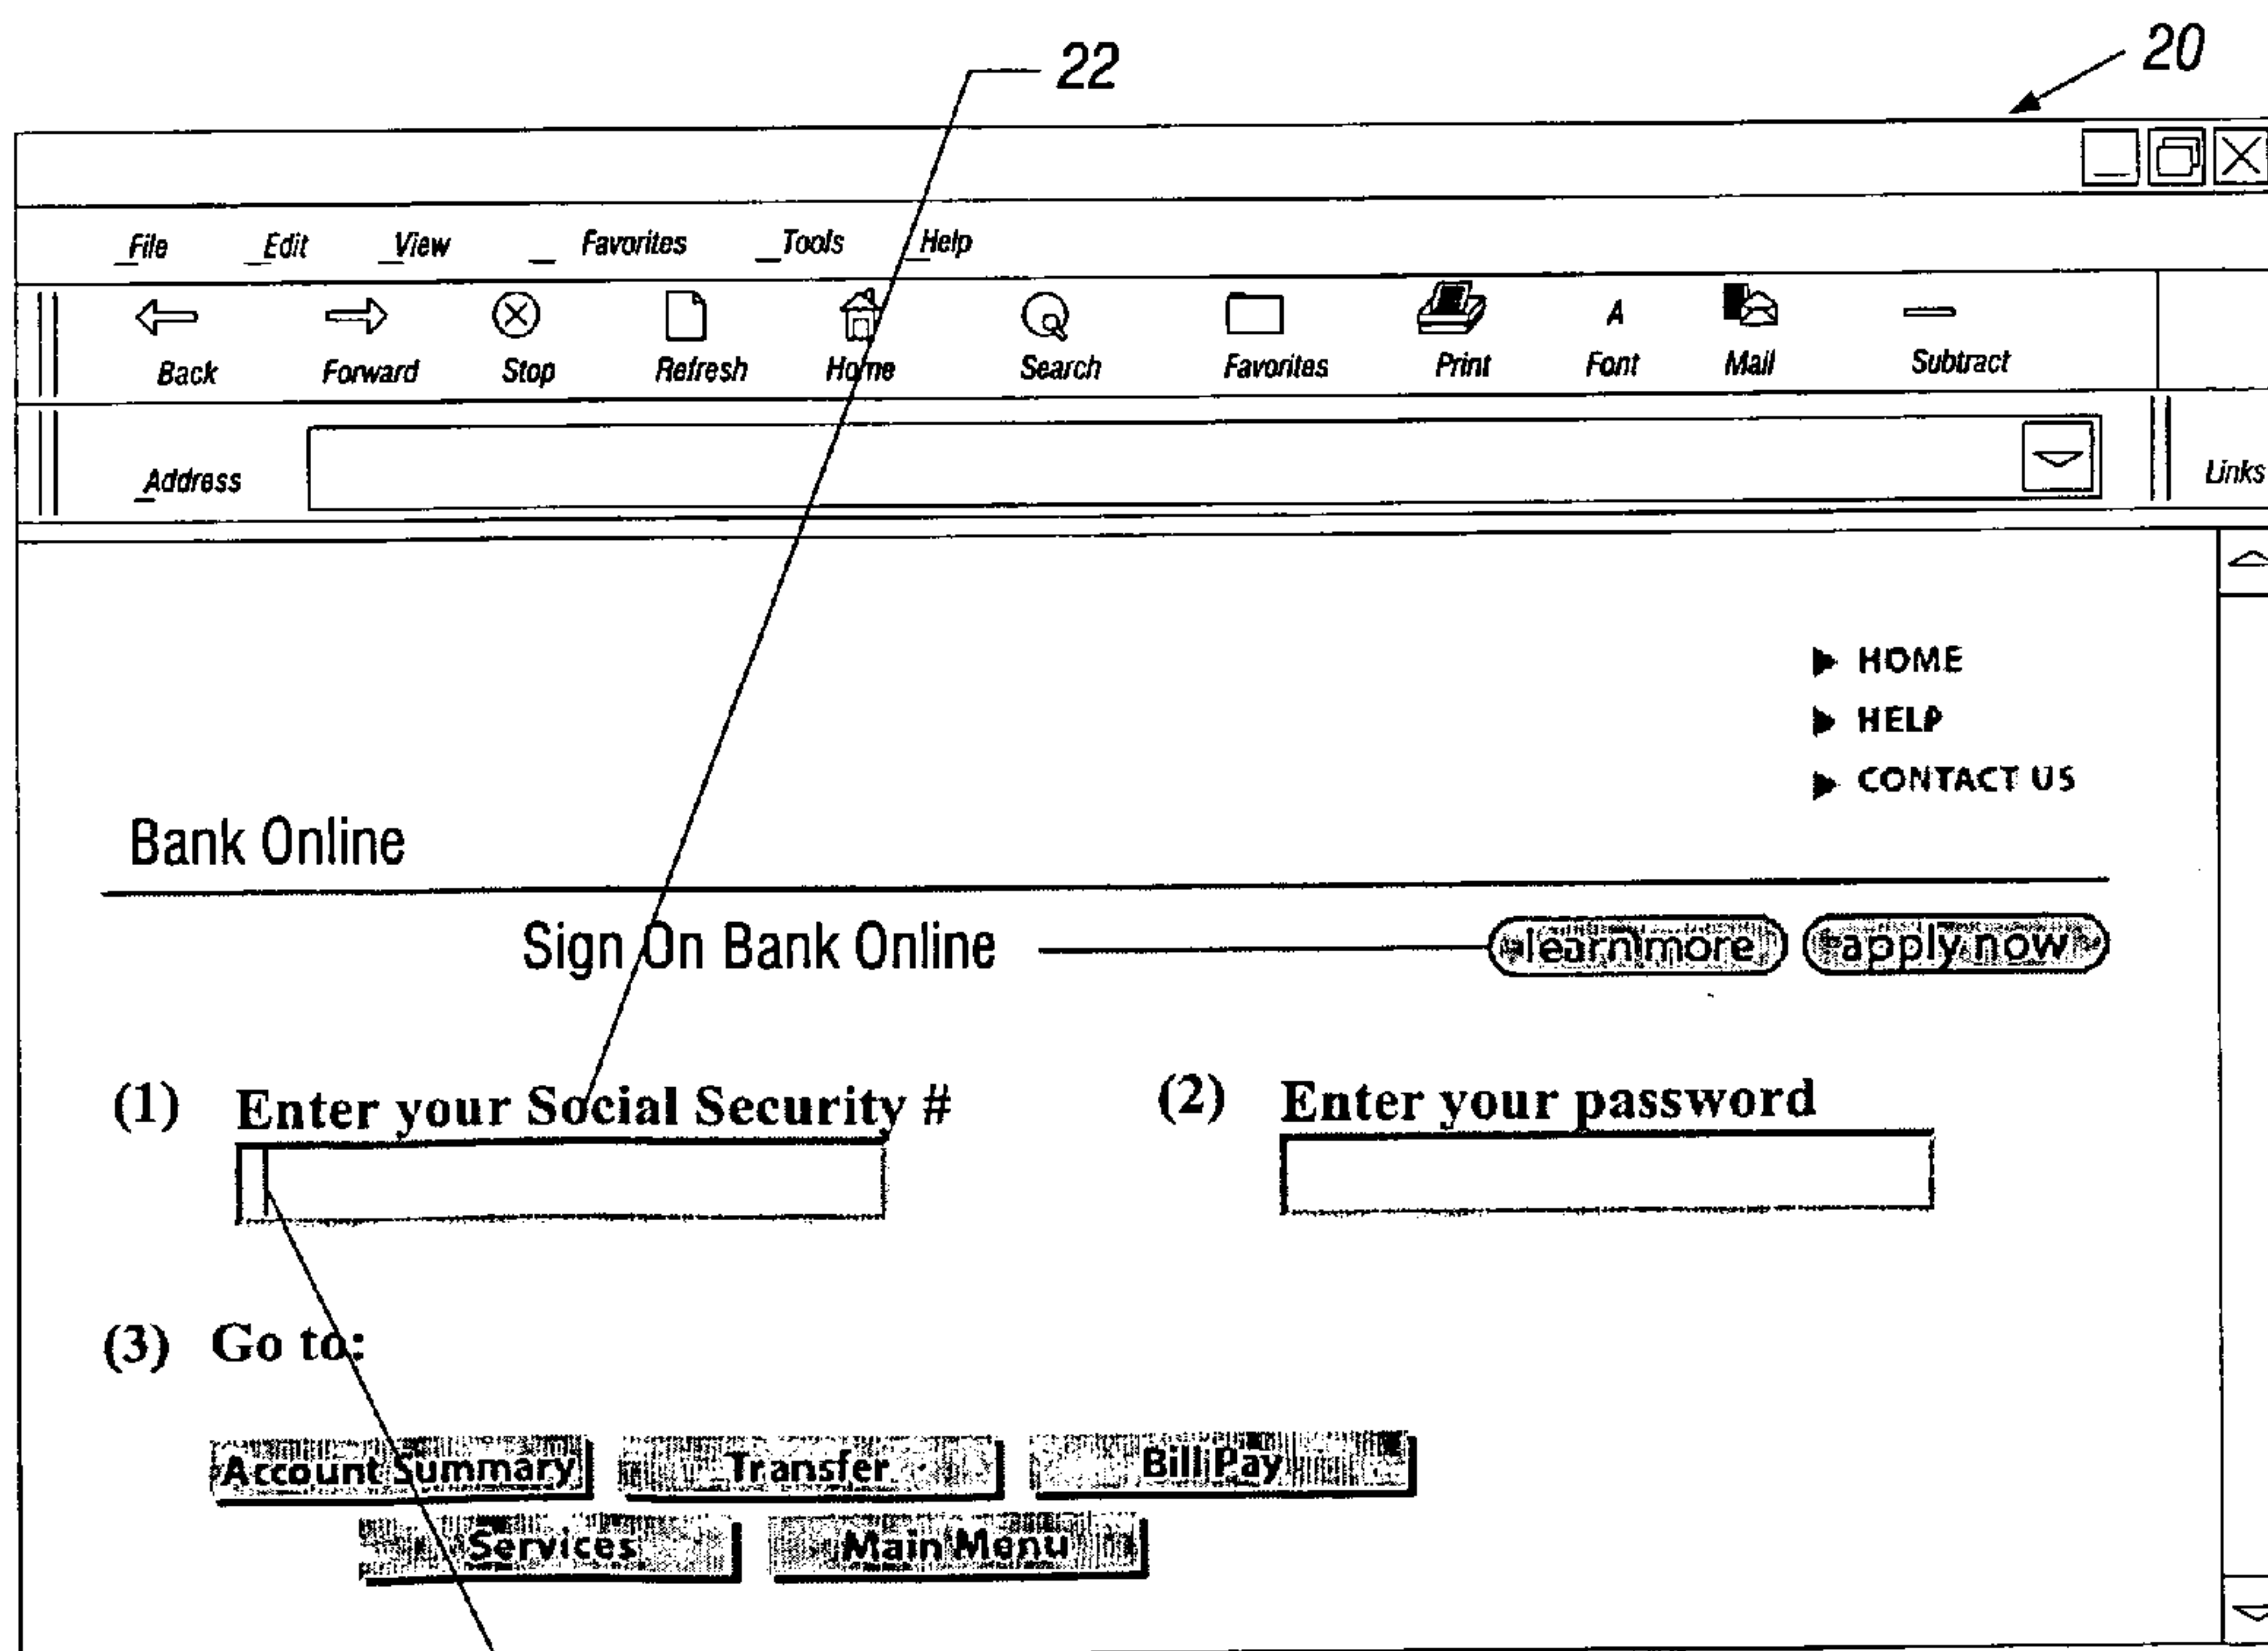 22
20
File Edit View Favorites Tools Help
Back Forward Stop Refresh Home Search Favorites A Print Font Mail Subtract
Address Links
HOME
HELP
CONTACT US
Bank Online
Sign On Bank Online learn more apply now
(1) Enter your Social Security # (2) Enter your password
(3) Go to:
Account Summary Transfer Bill Pay
Services Main Menu